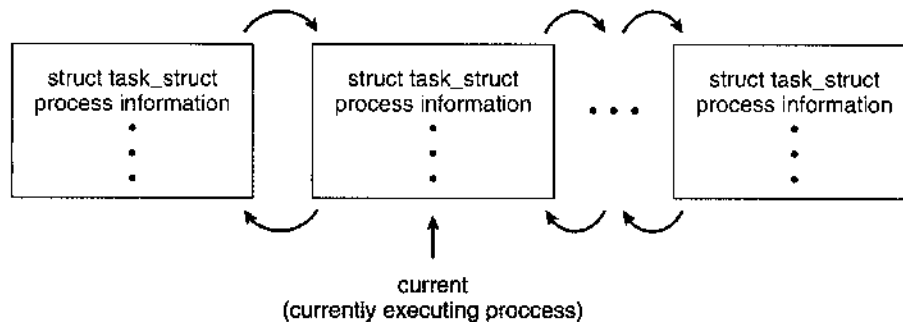 struct task_struct
process information
struct task_struct
process information
struct task_struct
process information
current
(currently executing proccess)